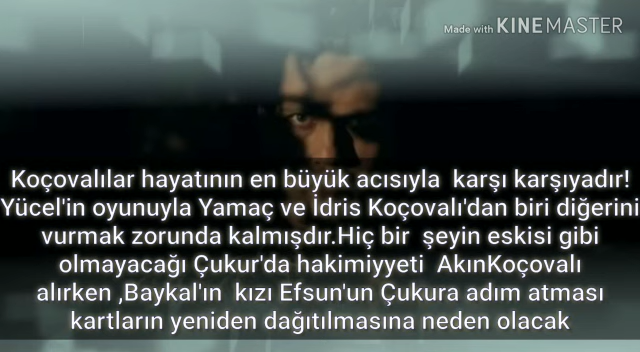 Made with KINEMASTER
Koçovalılar hayatının en büyük acısıyla karşı karşıyadır!
Yücel'in oyunuyla Yamaç ve İdris Koçovalı'dan biri diğerini
vurmak zorunda kalmışdır.Hiç bir şeyin eskisi gibi
olmayacağı Çukur'da hakimiyyeti AkınKoçovalı
alırken ,Baykal'ın kızı Efsun'un Çukura adım atması
kartların yeniden dağıtılmasına neden olacak